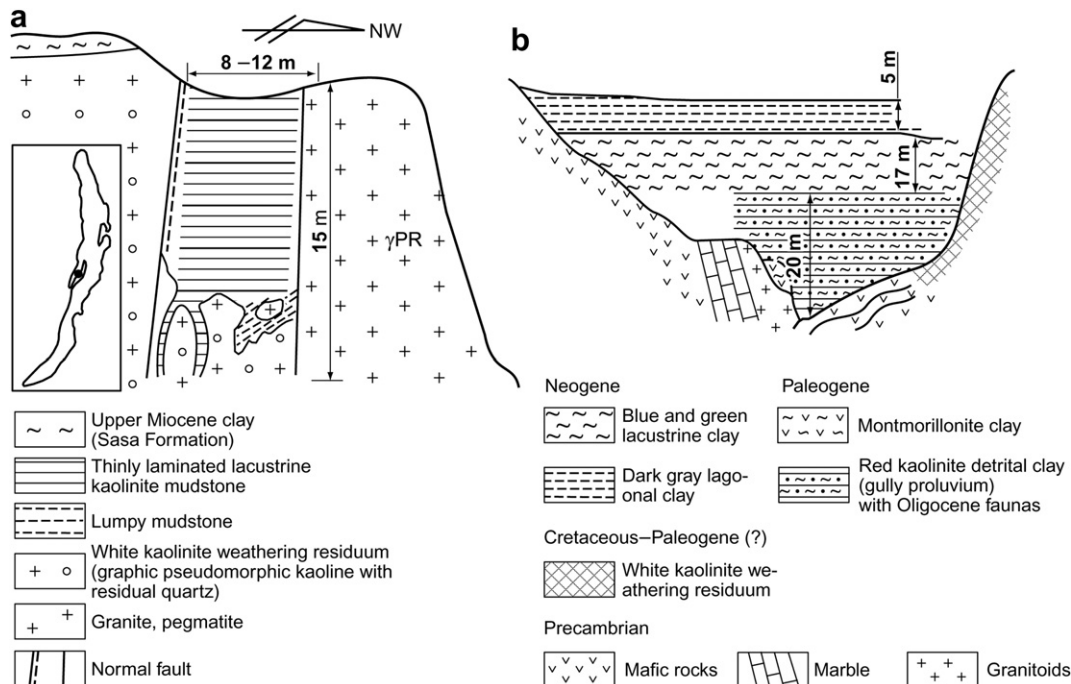 a
NW
8 –12 m
15 m
γPR
Upper Miocene clay
(Sasa Formation)
Thinly laminated lacustrine
kaolinite mudstone
Lumpy mudstone
White kaolinite weathering residuum
(graphic pseudomorphic kaoline with
residual quartz)
Granite, pegmatite
Normal fault
b
5 m
17 m
20 m
Neogene
Blue and green
lacustrine clay
Dark gray lago-
onal clay
Paleogene
Montmorillonite clay
Red kaolinite detrital clay
(gully proluvium)
with Oligocene faunas
Cretaceous–Paleogene (?)
White kaolinite we-
athering residuum
Precambrian
Mafic rocks
Marble
Granitoids